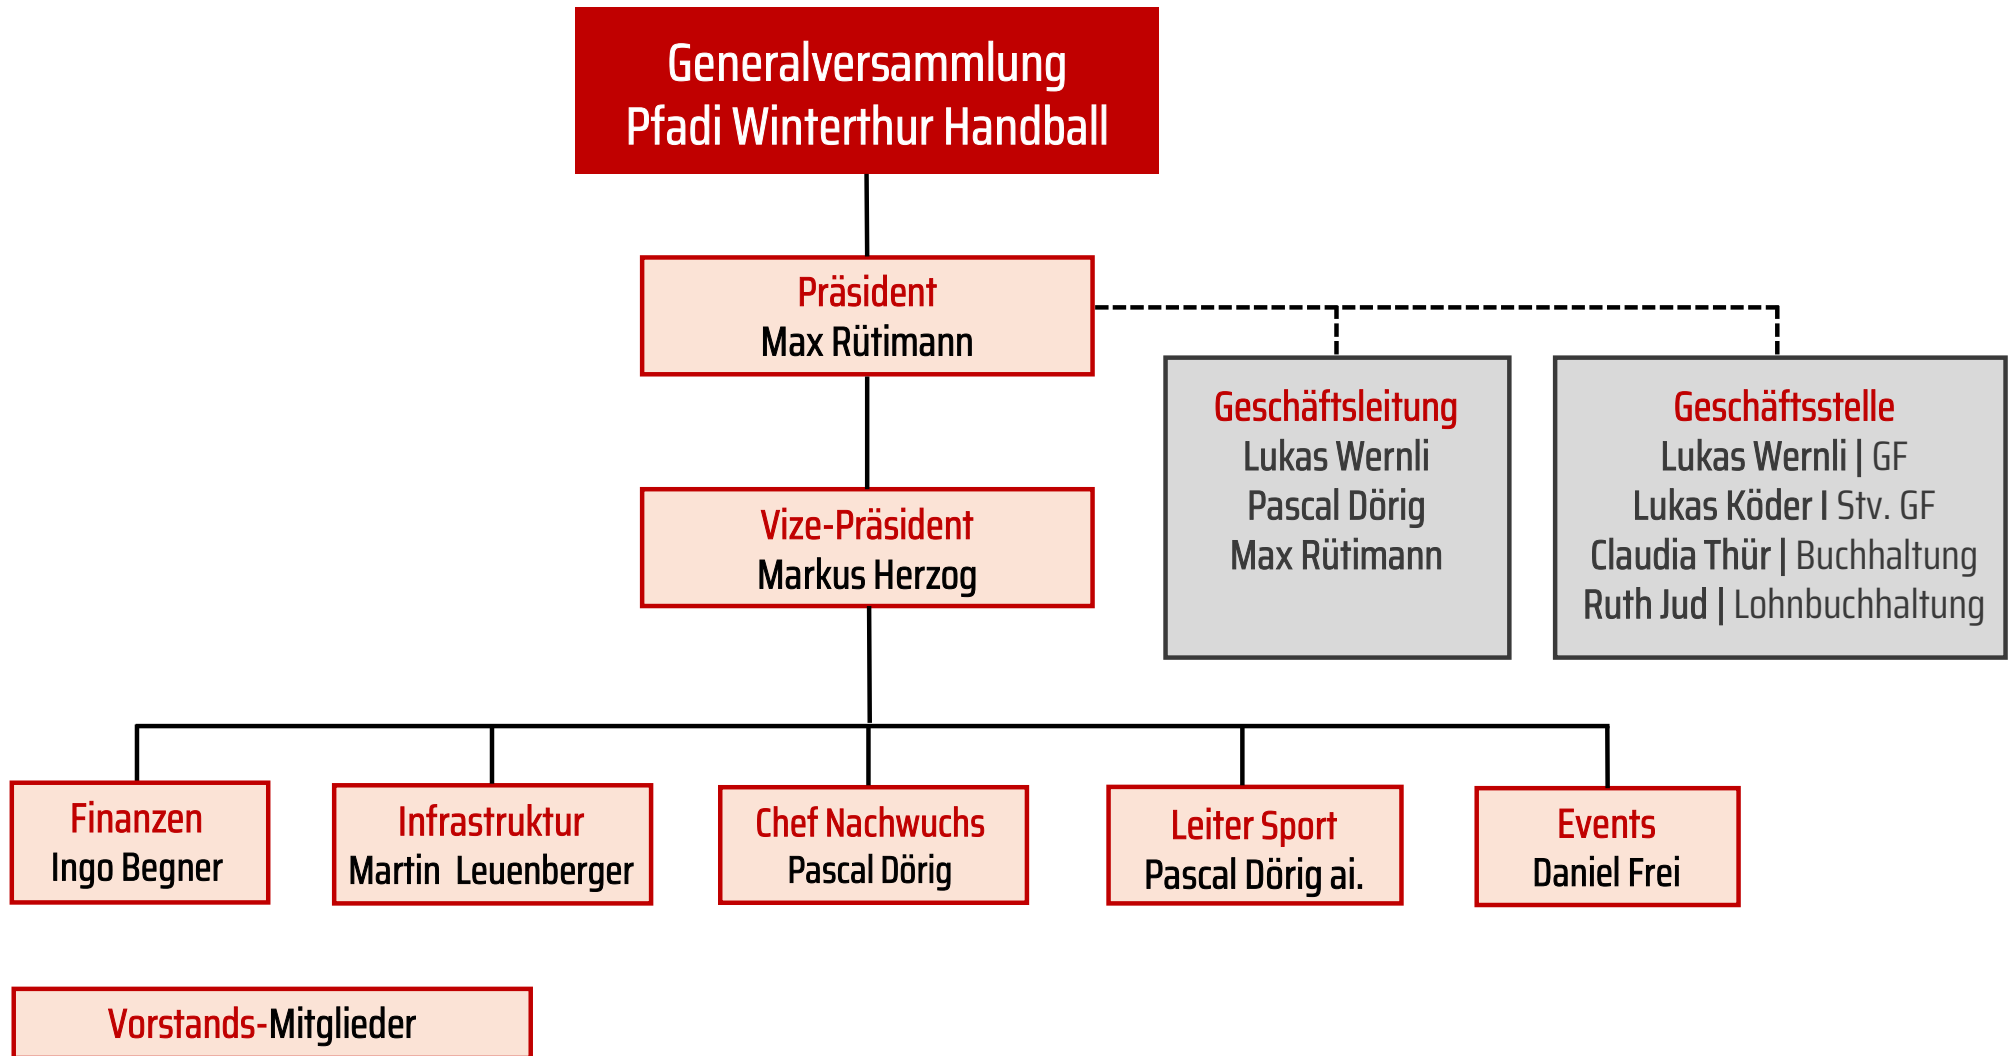 Generalversammlung
Pfadi Winterthur Handball
Präsident
Max Rütimann
Geschäftsleitung
Lukas Wernli
Pascal Dörig
Max Rütimann
Geschäftsstelle
Lukas Wernli | GF
Lukas Köder I Stv. GF
Claudia Thür | Buchhaltung
Ruth Jud | Lohnbuchhaltung
Vize-Präsident
Markus Herzog
Finanzen
Ingo Begner
Infrastruktur
Martin  Leuenberger
Chef Nachwuchs
Pascal Dörig
Leiter Sport
Pascal Dörig ai.
Events
Daniel Frei
Vorstands-Mitglieder